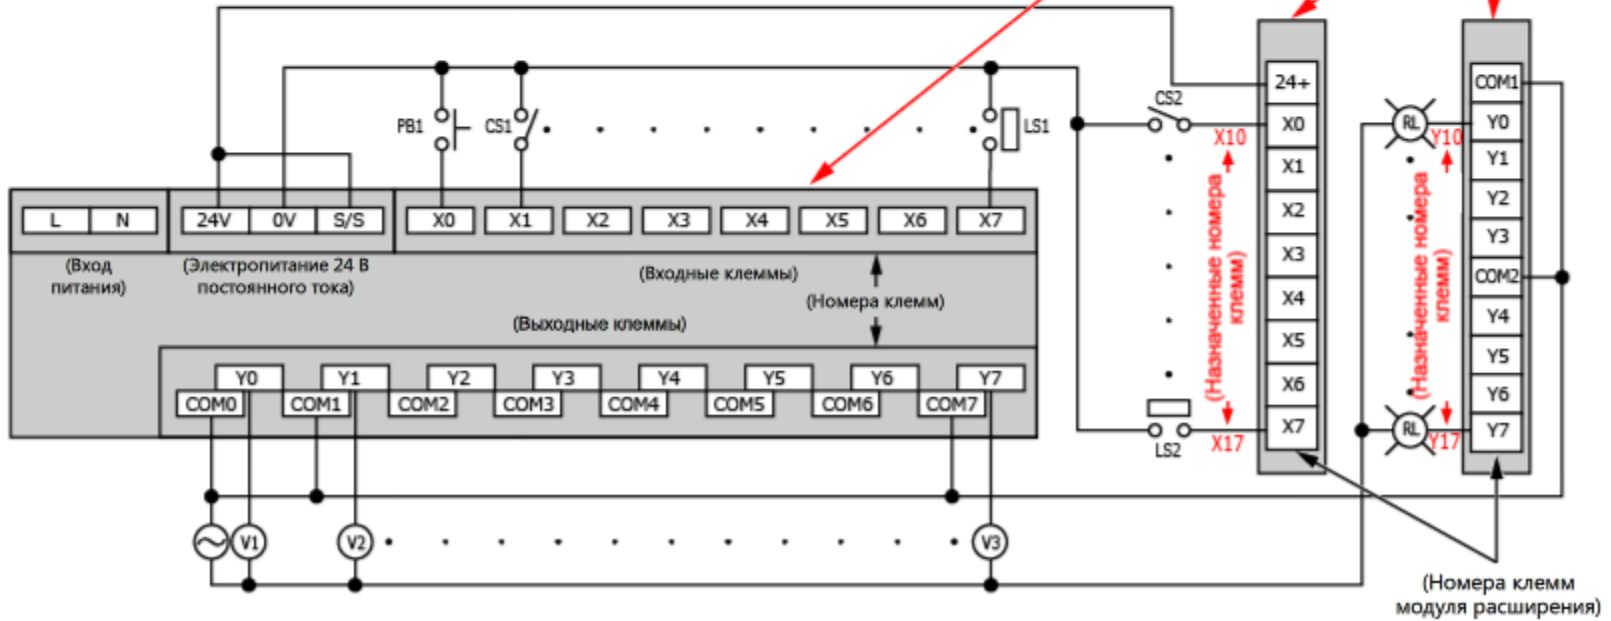 24+
COM1
CS2
PB1
CS1
LS1
X0
X10
RL
Y10
Y0
X1
Y1
X2
Y2
X3
Y3
X4
COM2
X5
Y4
X6
Y5
X7
Y6
Y7
(Назначенные номера
клемм)
(Назначенные номера
клемм)
LS2
X17
RL
Y17
L
N
24V
0V
S/S
X0
X1
X2
X3
X4
X5
X6
X7
(Вход
питания)
(Электропитание 24 В
постоянного тока)
(Входные клеммы)
(Номера клемм)
(Выходные клеммы)
Y0
Y1
Y2
Y3
Y4
Y5
Y6
Y7
COM0
COM1
COM2
COM3
COM4
COM5
COM6
COM7
V1
V2
V3
(Номера клемм
модуля расширения)